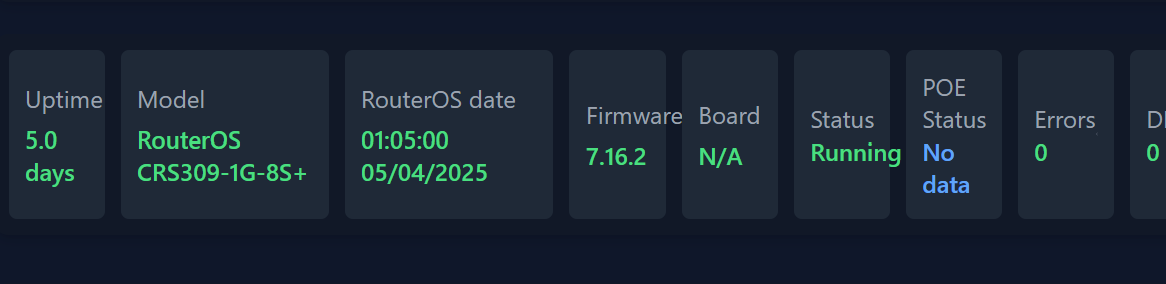 Uptime
5.0
days
Model
RouterOS
CRS309-1G-8S+
RouterOS date
01:05:00
05/04/2025
Firmware
7.16.2
Board
N/A
Status
Running
POE
Status
No
data
Errors
0
0